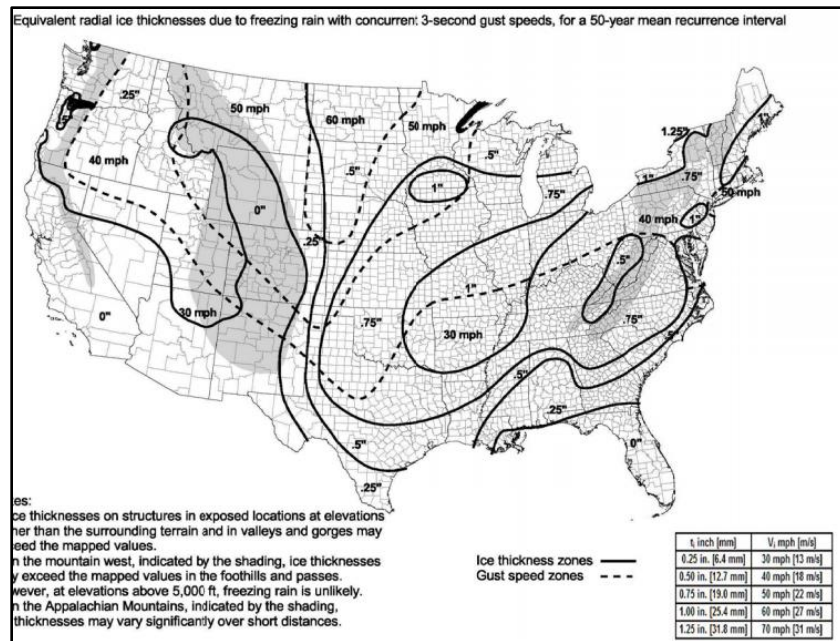 Equivalent radial ice thicknesses due to freezing rain with concurrent 3-second gust speeds, for a 50-year mean recurrence interval
.25"
50 mph
60 mph
50 mph
1.25"
1"
.5"
.5"
.5"
.75"
.75"
1"
50 mph
40 mph
1"
1"
40 mph
0"
.25"
.5"
1"
.75"
30 mph
.75"
30 mph
0"
.5"
.5"
.25"
.5"
0"
.25"
es:
ce thicknesses on structures in exposed locations at elevations
her than the surrounding terrain and in valleys and gorges may
ceed the mapped values.
n the mountain west, indicated by the shading, ice thicknesses
y exceed the mapped values in the foothills and passes.
wever, at elevations above 5,000 ft, freezing rain is unlikely.
n the Appalachian Mountains, indicated by the shading,
thicknesses may vary significantly over short distances.
Ice thickness zones
Gust speed zones
tᵢ inch [mm] Vᵢ mph [m/s]
0.25 in. [6.4 mm] 30 mph [13 m/s]
0.50 in. [12.7 mm] 40 mph [18 m/s]
0.75 in. [19.0 mm] 50 mph [22 m/s]
1.00 in. [25.4 mm] 60 mph [27 m/s]
1.25 in. [31.8 mm] 70 mph [31 m/s]